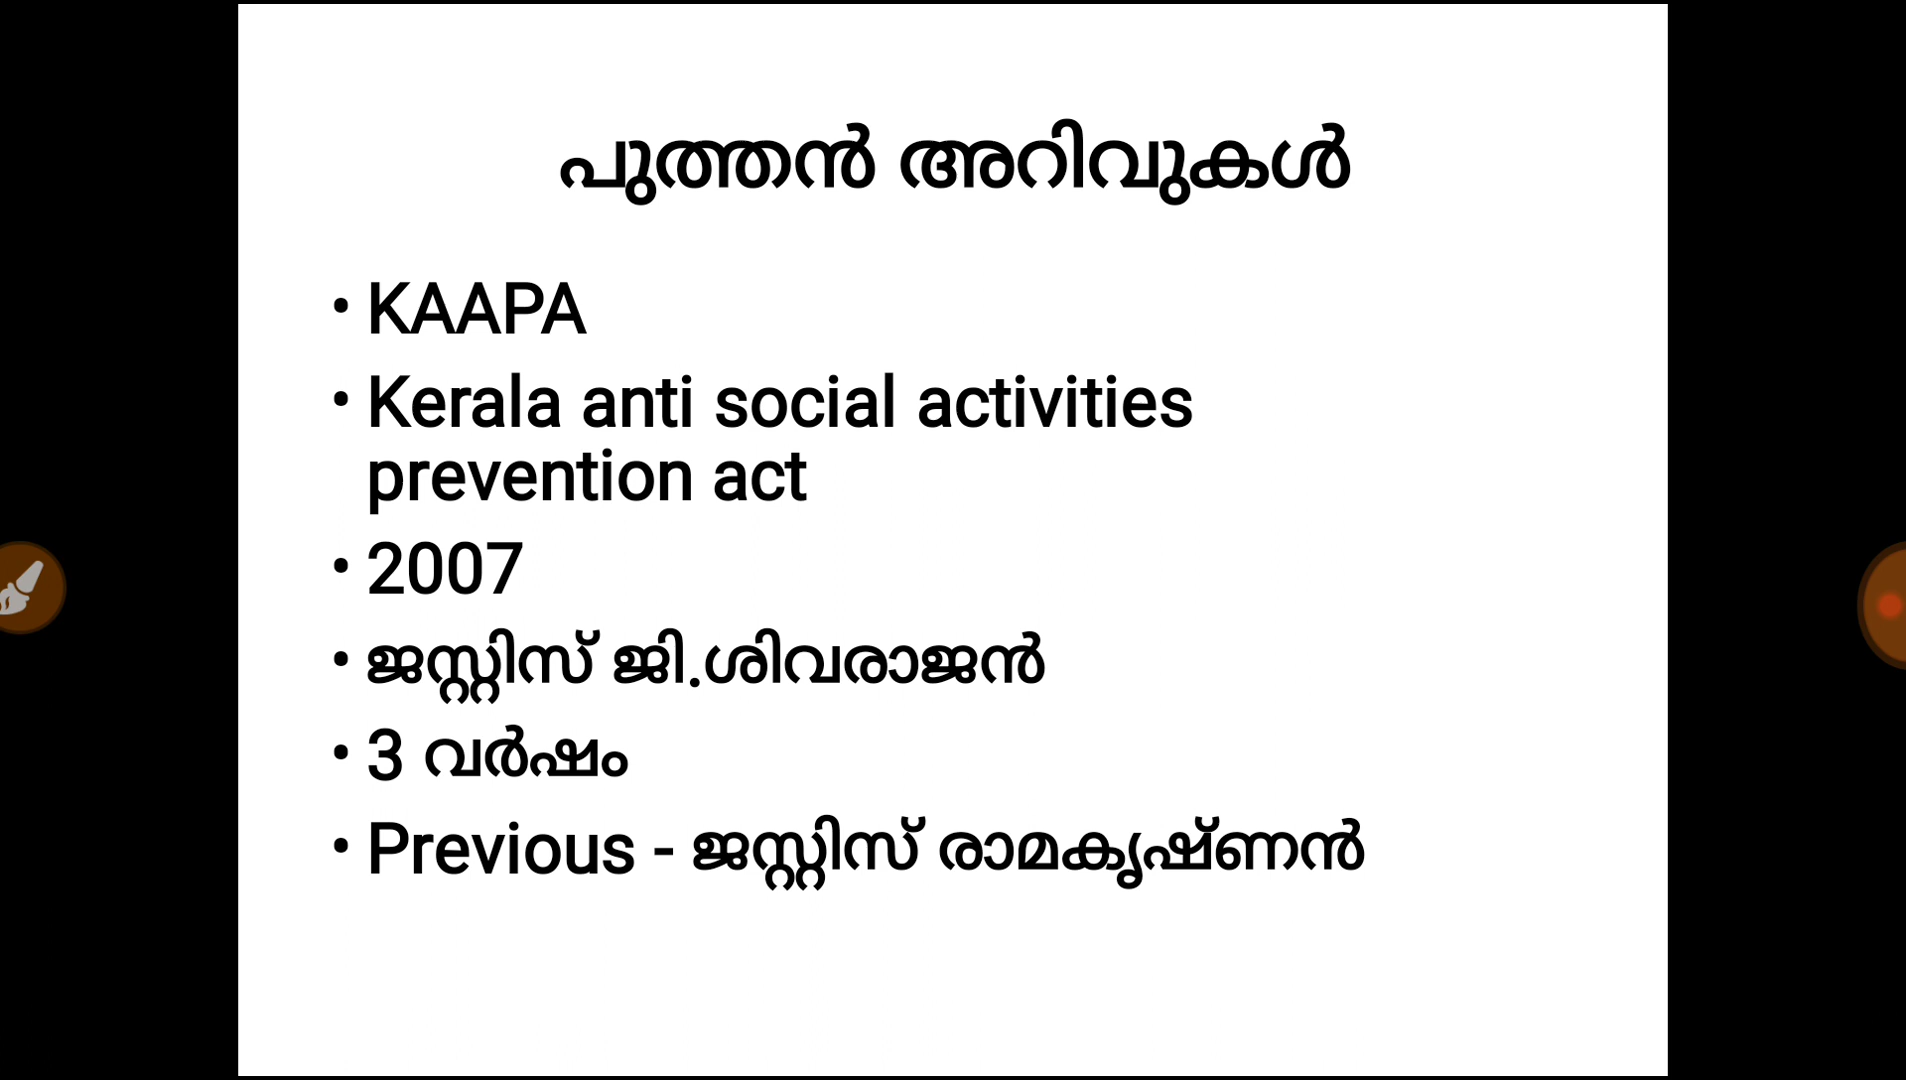 പുത്തൻ അറിവുകൾ
• KAAPA
• Kerala anti social activities
prevention act
• 2007
• ജസ്റ്റിസ് ജി.ശിവരാജൻ
• 3 വർഷം
• Previous - ജസ്റ്റിസ് രാമകൃഷ്ണൻ